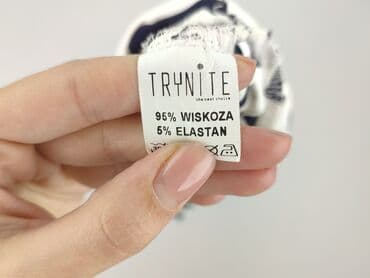 TRYNITE
the best choice
95% WISKOZA
5% ELASTAN